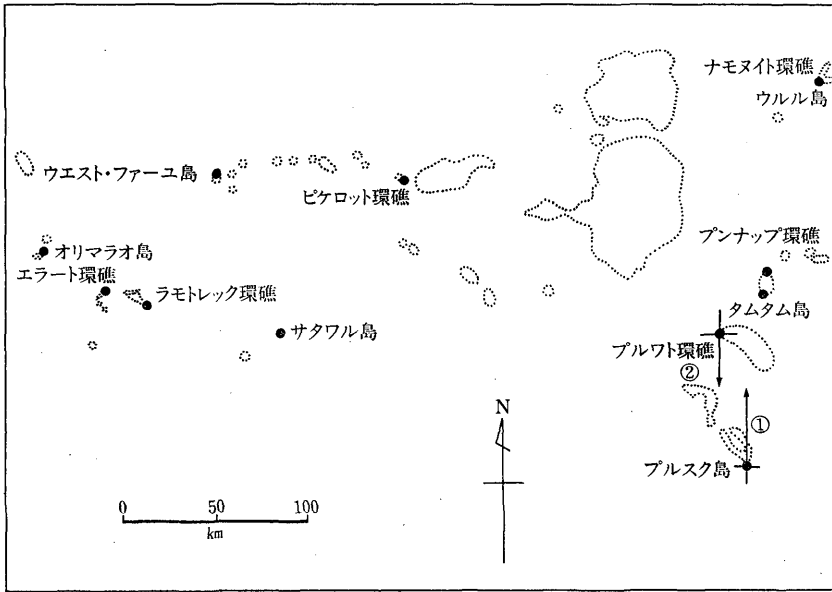 ナモヌイト環礁
ウルル島
ウエスト・ファーユ島
ピケロット環礁
プンナップ環礁
オリマラオ島
エラート環礁
ラモトレック環礁
タムタム島
サタワル島
プルワト環礁
②
N
①
プルスク島
0 50 100
km